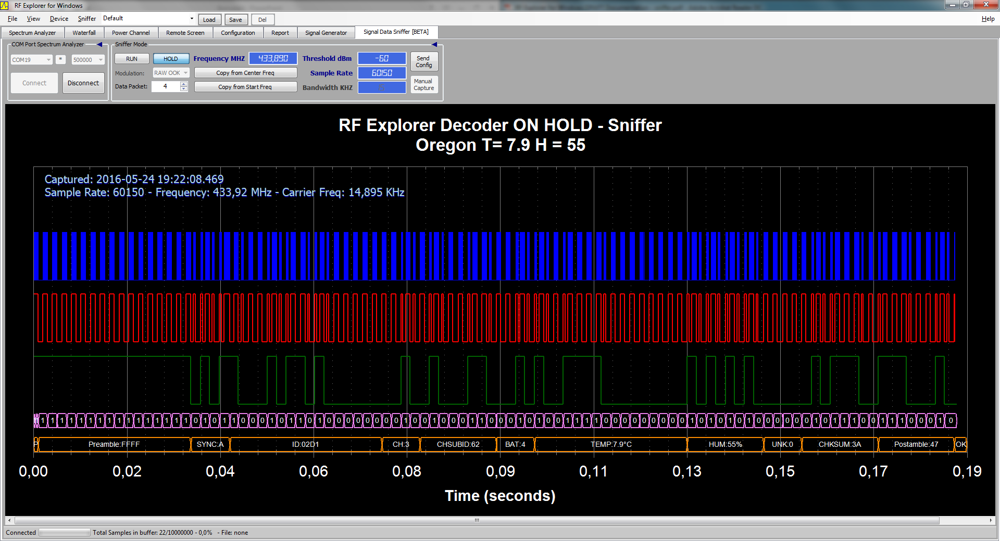 RF Explorer for Windows
File View Device Sniffer Default Load Save Del Help
Spectrum Analyzer Waterfall Power Channel Remote Screen Configuration Report Signal Generator Signal Data Sniffer [BETA]
COM Port Spectrum Analyzer Sniffer Mode
COM19 * 500000 RUN HOLD Frequency MHZ 433,890 Threshold dBm -60 Send Config
Modulation: RAW OOK Copy from Center Freq Sample Rate 60150
Connect Disconnect Data Packet: 4 Copy from Start Freq Bandwidth KHZ Manual Capture
RF Explorer Decoder ON HOLD - Sniffer
Oregon T= 7.9 H = 55
Captured: 2016-05-24 19:22:08.469
Sample Rate: 60150 - Frequency: 433,92 MHz - Carrier Freq: 14,895 KHz
1 1 1 1 1 1 1 1 1 1 1 1 1 1 1 1 0 1 0 1 1 0 0 0 1 0 1 1 0 1 0 0 0 0 0 0 0 0 1 0 0 1 0 0 0 1 1 0 0 0 1 0 1 0 0 1 1 1 1 0 0 0 0 0 0 0 0 0 1 0 1 0 1 0 1 0 0 0 0 0 0 1 0 1 1 1 0 0 1 1 1 0 0 0 1 0
P Preamble:FFFF SYNC:A ID:02D1 CH:3 CHSUBID:62 BAT:4 TEMP:7.9°C HUM:55% UNK:0 CHKSUM:3A Postamble:47 OK
0,00 0,02 0,04 0,06 0,08 0,09 0,11 0,13 0,15 0,17 0,19
Time (seconds)
Connected Total Samples in buffer: 22/10000000 - 0,0% - File: none